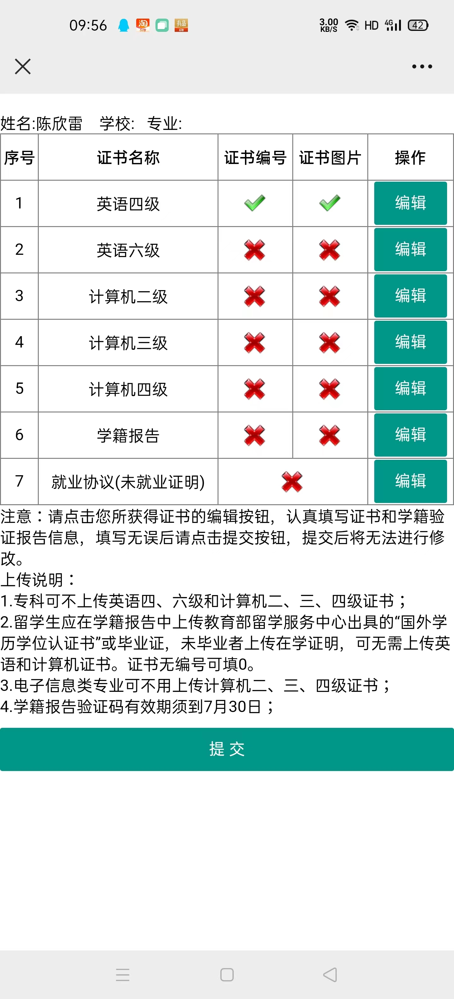 09:56 淘 618 有品 618 3.00 KB/S HD 4G 42
姓名:陈欣雷 学校: 专业:
序号 证书名称 证书编号 证书图片 操作
1 英语四级 编辑
2 英语六级 编辑
3 计算机二级 编辑
4 计算机三级 编辑
5 计算机四级 编辑
6 学籍报告 编辑
7 就业协议(未就业证明) 编辑
注意：请点击您所获得证书的编辑按钮，认真填写证书和学籍验
证报告信息，填写无误后请点击提交按钮，提交后将无法进行修
改。
上传说明：
1.专科可不上传英语四、六级和计算机二、三、四级证书；
2.留学生应在学籍报告中上传教育部留学服务中心出具的“国外学
历学位认证书”或毕业证，未毕业者上传在学证明，可无需上传英
语和计算机证书。证书无编号可填0。
3.电子信息类专业可不用上传计算机二、三、四级证书；
4.学籍报告验证码有效期须到7月30日；
提 交